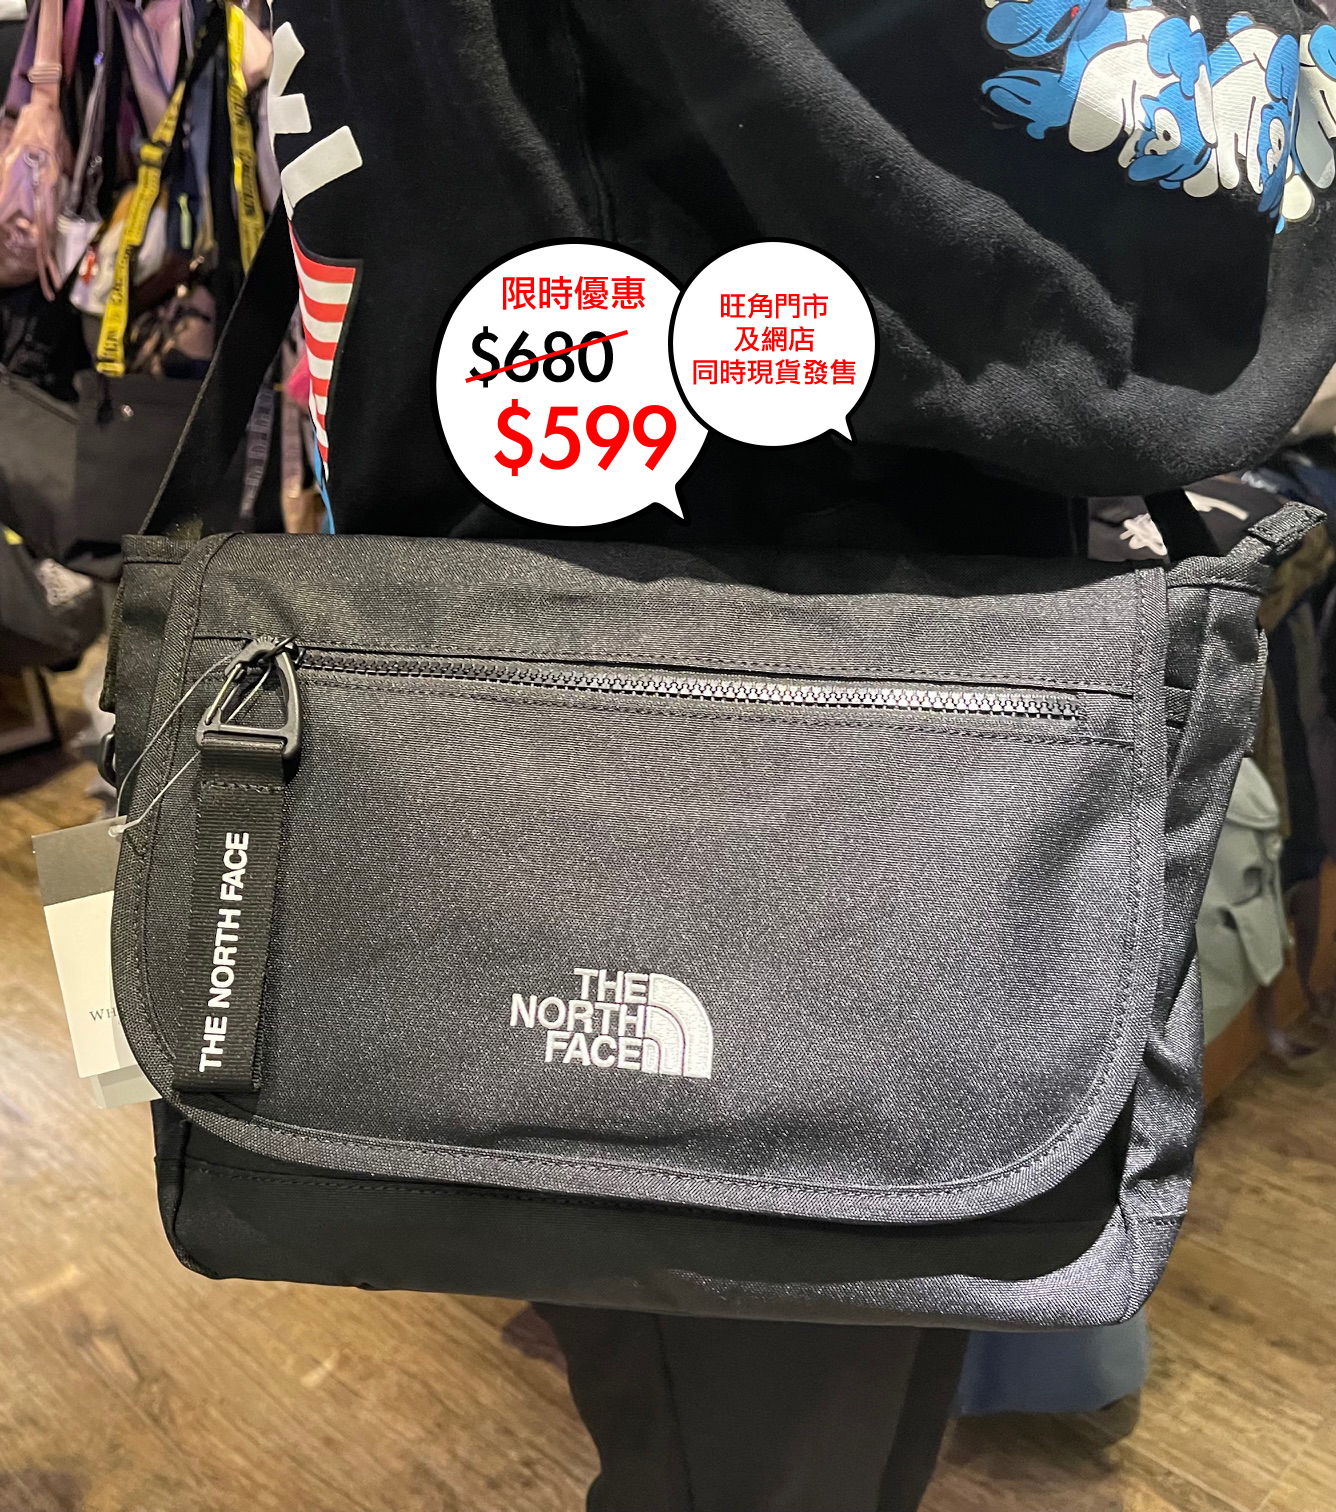 限時優惠
$680
$599
旺角門市
及網店
同時現貨發售
THE NORTH FACE
THE
NORTH
FACE
WH